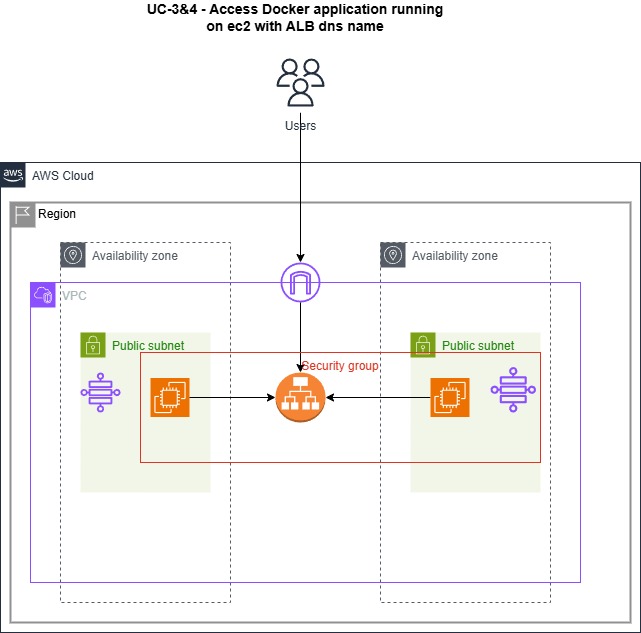 UC-3&4 - Access Docker application running
on ec2 with ALB dns name
Users
aws
AWS Cloud
Region
Availability zone
Availability zone
VPC
Public subnet
Public subnet
Security group